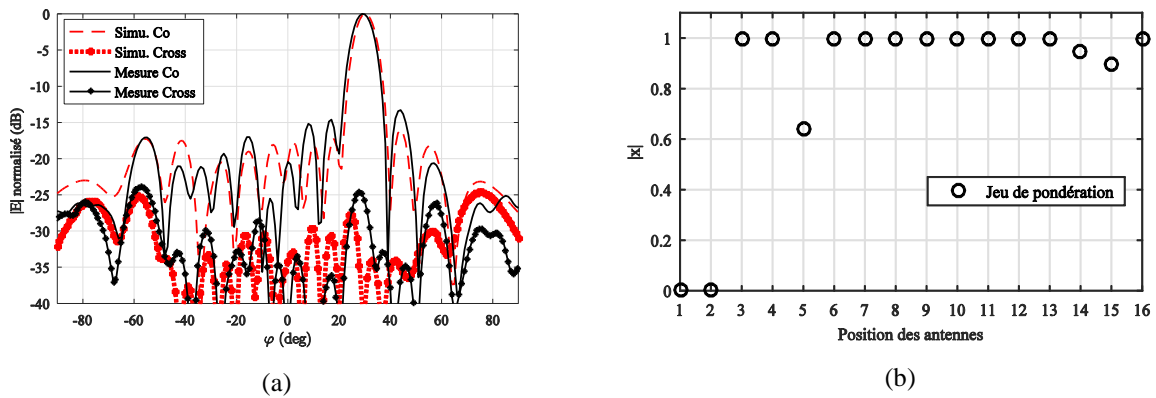 0
-5
-10
-15
-20
-25
-30
-35
-40
|E| normalisé (dB)
Simu. Co
Simu. Cross
Mesure Co
Mesure Cross
-80 -60 -40 -20 0 20 40 60 80
φ (deg)
(a)
1
0.8
0.6
0.4
0.2
0
|x|
Jeu de pondération
1 2 3 4 5 6 7 8 9 10 11 12 13 14 15 16
Position des antennes
(b)